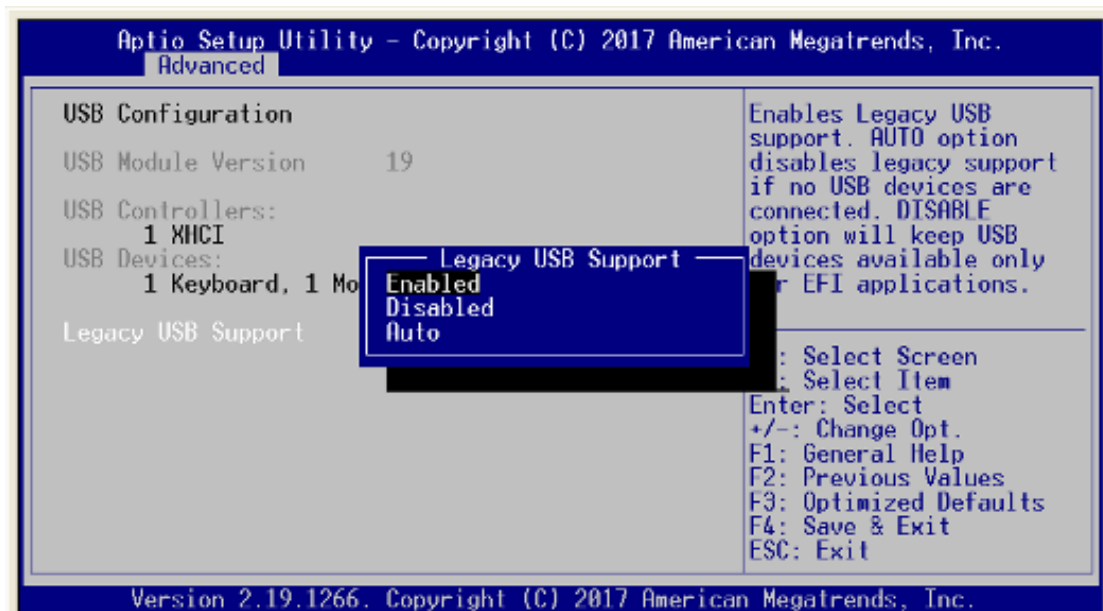 Aptio Setup Utility - Copyright (C) 2017 American Megatrends, Inc.
Advanced
USB Configuration
USB Module Version 19
USB Controllers:
1 XHCI
USB Devices:
1 Keyboard, 1 Mo
Legacy USB Support
Legacy USB Support
Enabled
Disabled
Auto
Enables Legacy USB
support. AUTO option
disables legacy support
if no USB devices are
connected. DISABLE
option will keep USB
devices available only
r EFI applications.
: Select Screen
: Select Item
Enter: Select
+/-: Change Opt.
F1: General Help
F2: Previous Values
F3: Optimized Defaults
F4: Save & Exit
ESC: Exit
Version 2.19.1266. Copyright (C) 2017 American Megatrends, Inc.